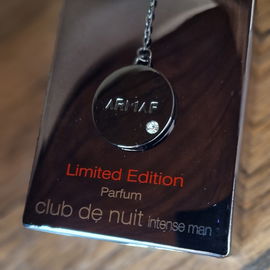 ARMAF
Limited Edition
Parfum
club de nuit intense man